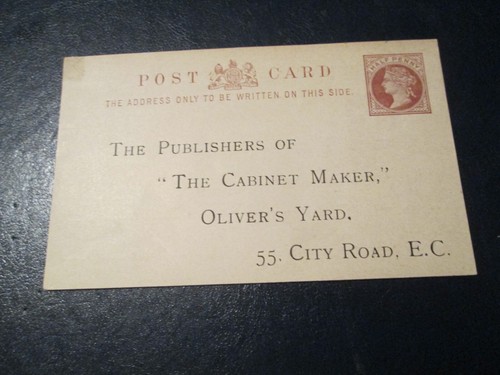 POST CARD
HALF PENNY
THE ADDRESS ONLY TO BE WRITTEN ON THIS SIDE.
THE PUBLISHERS OF
"THE CABINET MAKER,"
OLIVER'S YARD,
55, CITY ROAD, E.C.